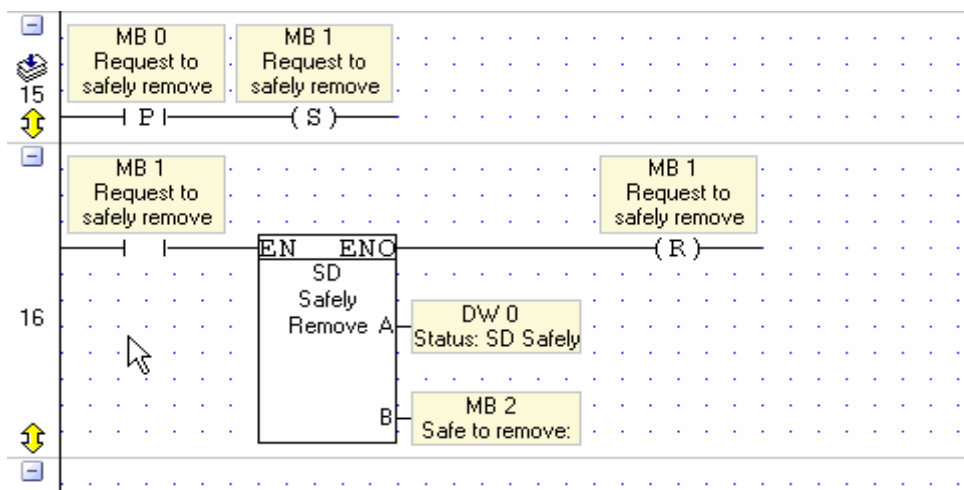 MB 0
Request to
safely remove
MB 1
Request to
safely remove
15
P
( S )
MB 1
Request to
safely remove
MB 1
Request to
safely remove
EN ENO
( R )
SD
Safely
Remove A
DW 0
Status: SD Safely
16
B
MB 2
Safe to remove: